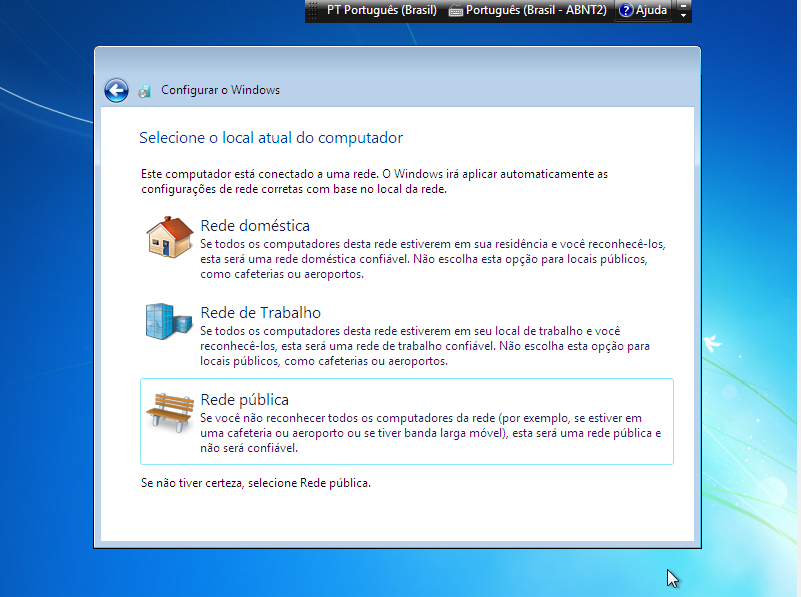 PT Português (Brasil) Português (Brasil - ABNT2) Ajuda
Configurar o Windows
Selecione o local atual do computador
Este computador está conectado a uma rede. O Windows irá aplicar automaticamente as
configurações de rede corretas com base no local da rede.
Rede doméstica
Se todos os computadores desta rede estiverem em sua residência e você reconhecê-los,
esta será uma rede doméstica confiável. Não escolha esta opção para locais públicos,
como cafeterias ou aeroportos.
Rede de Trabalho
Se todos os computadores desta rede estiverem em seu local de trabalho e você
reconhecê-los, esta será uma rede de trabalho confiável. Não escolha esta opção para
locais públicos, como cafeterias ou aeroportos.
Rede pública
Se você não reconhecer todos os computadores da rede (por exemplo, se estiver em
uma cafeteria ou aeroporto ou se tiver banda larga móvel), esta será uma rede pública e
não será confiável.
Se não tiver certeza, selecione Rede pública.